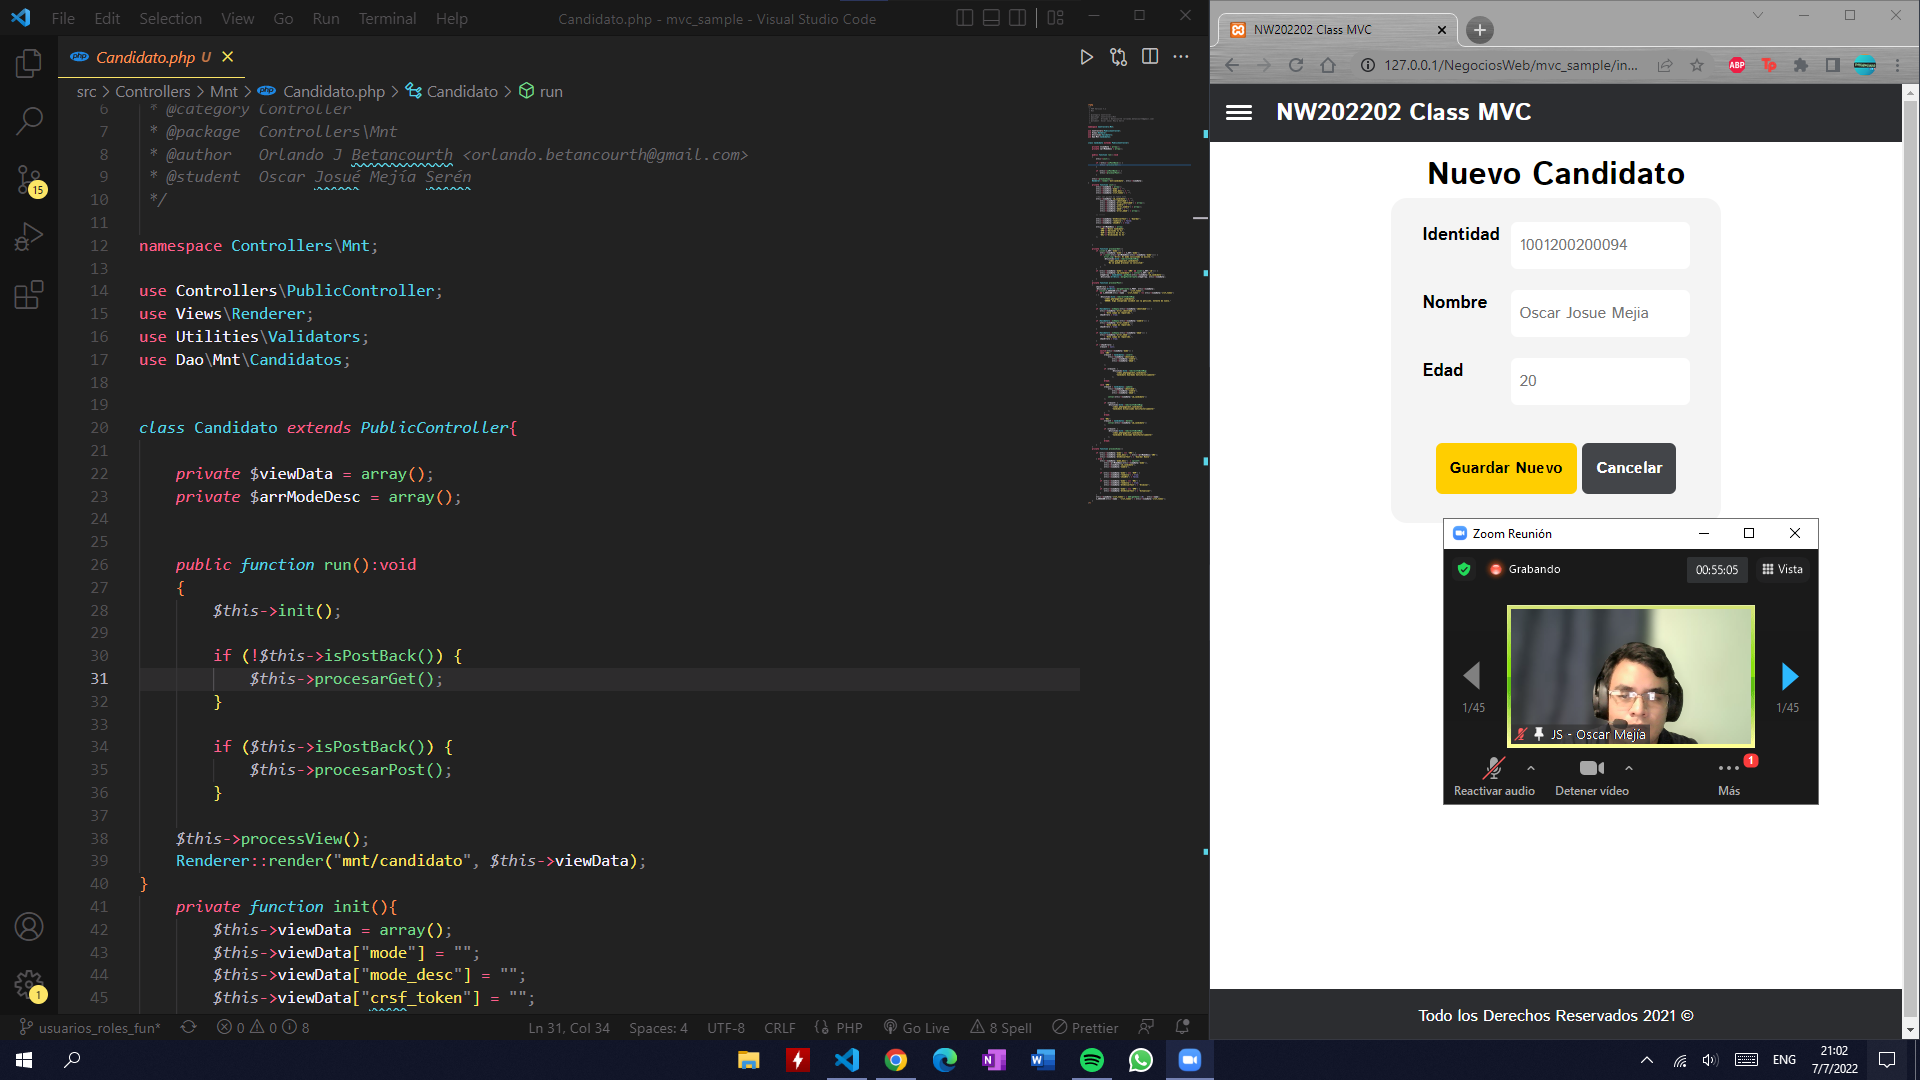 File Edit Selection View Go Run Terminal Help
Candidato.php - mvc_sample - Visual Studio Code
Candidato.php U
src > Controllers > Mnt > Candidato.php > Candidato > run
6 * @category Controller
7 * @package Controllers\Mnt
8 * @author Orlando J Betancourth <orlando.betancourth@gmail.com>
9 * @student Oscar Josué Mejía Serén
10 */
11
12 namespace Controllers\Mnt;
13
14 use Controllers\PublicController;
15 use Views\Renderer;
16 use Utilities\Validators;
17 use Dao\Mnt\Candidatos;
18
19
20 class Candidato extends PublicController{
21
22 private $viewData = array();
23 private $arrModeDesc = array();
24
25
26 public function run():void
27 {
28 $this->init();
29
30 if (!$this->isPostBack()) {
31 $this->procesarGet();
32 }
33
34 if ($this->isPostBack()) {
35 $this->procesarPost();
36 }
37
38 $this->processView();
39 Renderer::render("mnt/candidato", $this->viewData);
40 }
41 private function init(){
42 $this->viewData = array();
43 $this->viewData["mode"] = "";
44 $this->viewData["mode_desc"] = "";
45 $this->viewData["crsf_token"] = "";
15
1
usuarios_roles_fun* 0 0 8 Ln 31, Col 34 Spaces: 4 UTF-8 CRLF PHP Go Live 8 Spell Prettier
NW202202 Class MVC
127.0.0.1/NegociosWeb/mvc_sample/in...
ABP
NW202202 Class MVC
Nuevo Candidato
Identidad 1001200200094
Nombre Oscar Josue Mejia
Edad 20
Guardar Nuevo Cancelar
Zoom Reunión
Grabando 00:55:05 Vista
1/45 1/45
JS - Oscar Mejía
1
Reactivar audio Detener vídeo Más
Todo los Derechos Reservados 2021 ©
ENG
21:02
7/7/2022